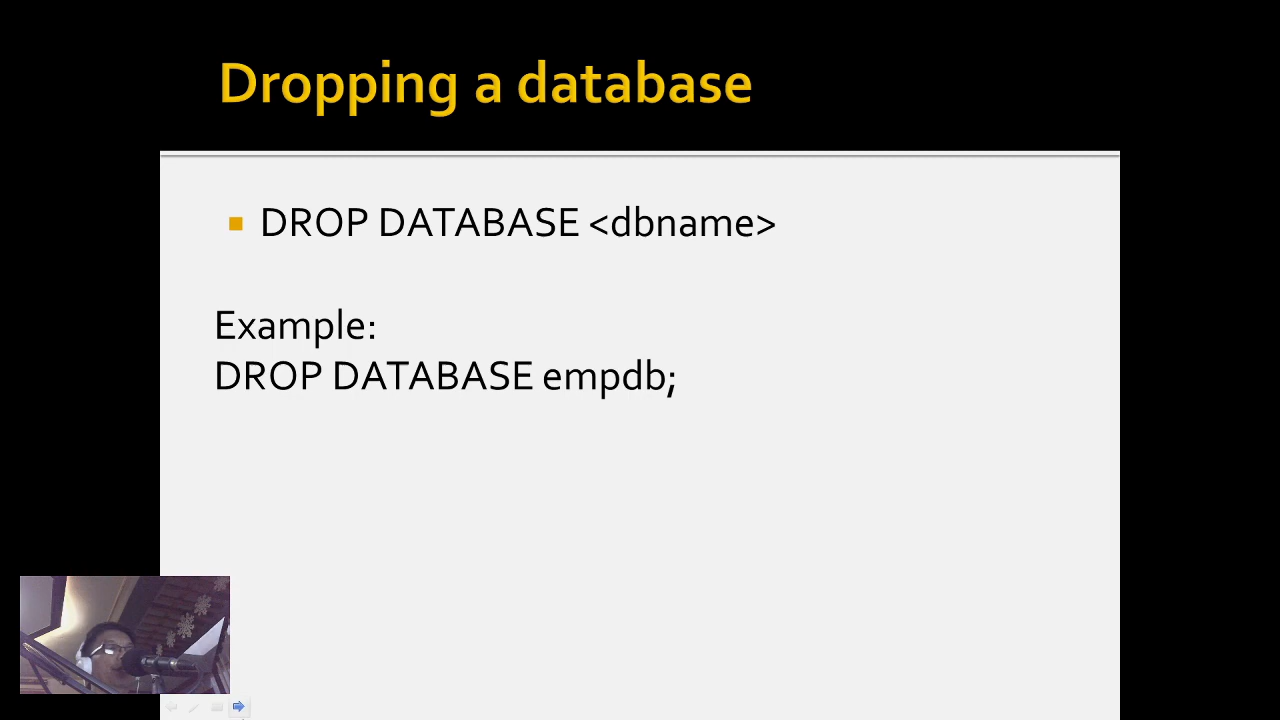 Dropping a database
DROP DATABASE <dbname>
Example:
DROP DATABASE empdb;